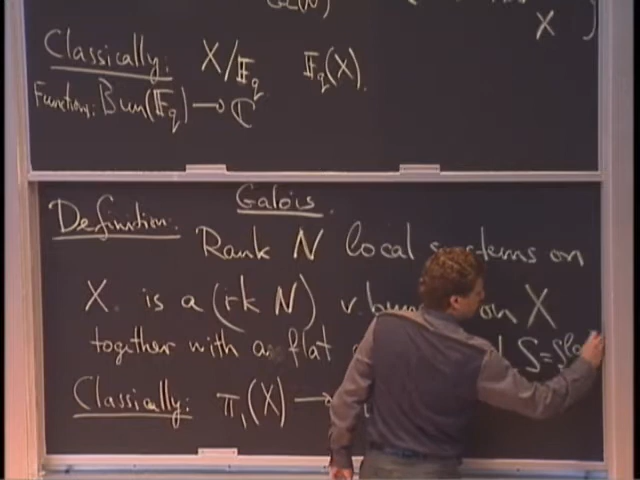 X
Classically: X/𝔽q 𝔽q(X).
Functions: Bun(𝔽q) → ℂ
Galois
Definition: Rank N local systems on
X is a (rk N) v. bun on X
together with a flat S=
Classically: π₁(X) →